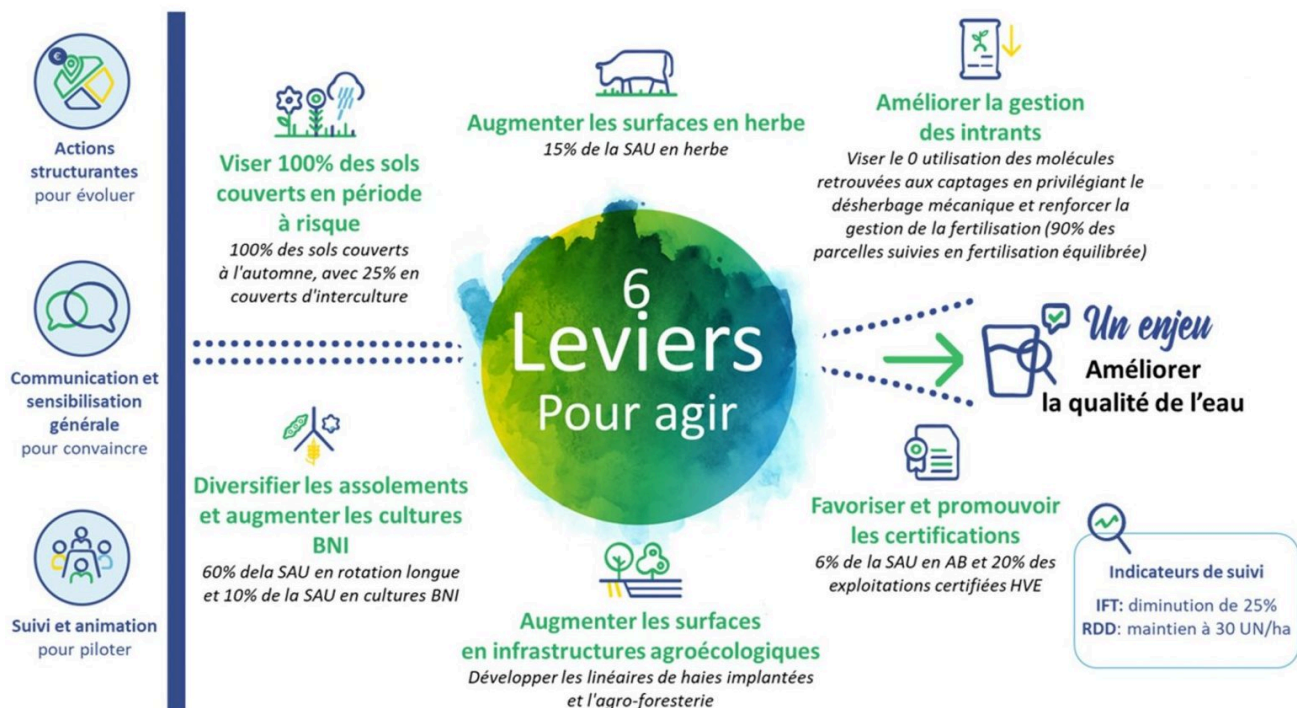 Actions
structurantes
pour évoluer
Communication et
sensibilisation
générale
pour convaincre
Suivi et animation
pour piloter
Viser 100% des sols
couverts en période
à risque
100% des sols couverts
à l'automne, avec 25% en
couverts d'interculture
Augmenter les surfaces en herbe
15% de la SAU en herbe
Améliorer la gestion
des intrants
Viser le 0 utilisation des molécules
retrouvées aux captages en privilégiant le
désherbage mécanique et renforcer la
gestion de la fertilisation (90% des
parcelles suivies en fertilisation équilibrée)
6
Leviers
Pour agir
Un enjeu
Améliorer
la qualité de l'eau
Diversifier les assolements
et augmenter les cultures
BNI
60% dela SAU en rotation longue
et 10% de la SAU en cultures BNI
Augmenter les surfaces
en infrastructures agroécologiques
Développer les linéaires de haies implantées
et l'agro-foresterie
Favoriser et promouvoir
les certifications
6% de la SAU en AB et 20% des
exploitations certifiées HVE
Indicateurs de suivi
IFT: diminution de 25%
RDD: maintien à 30 UN/ha